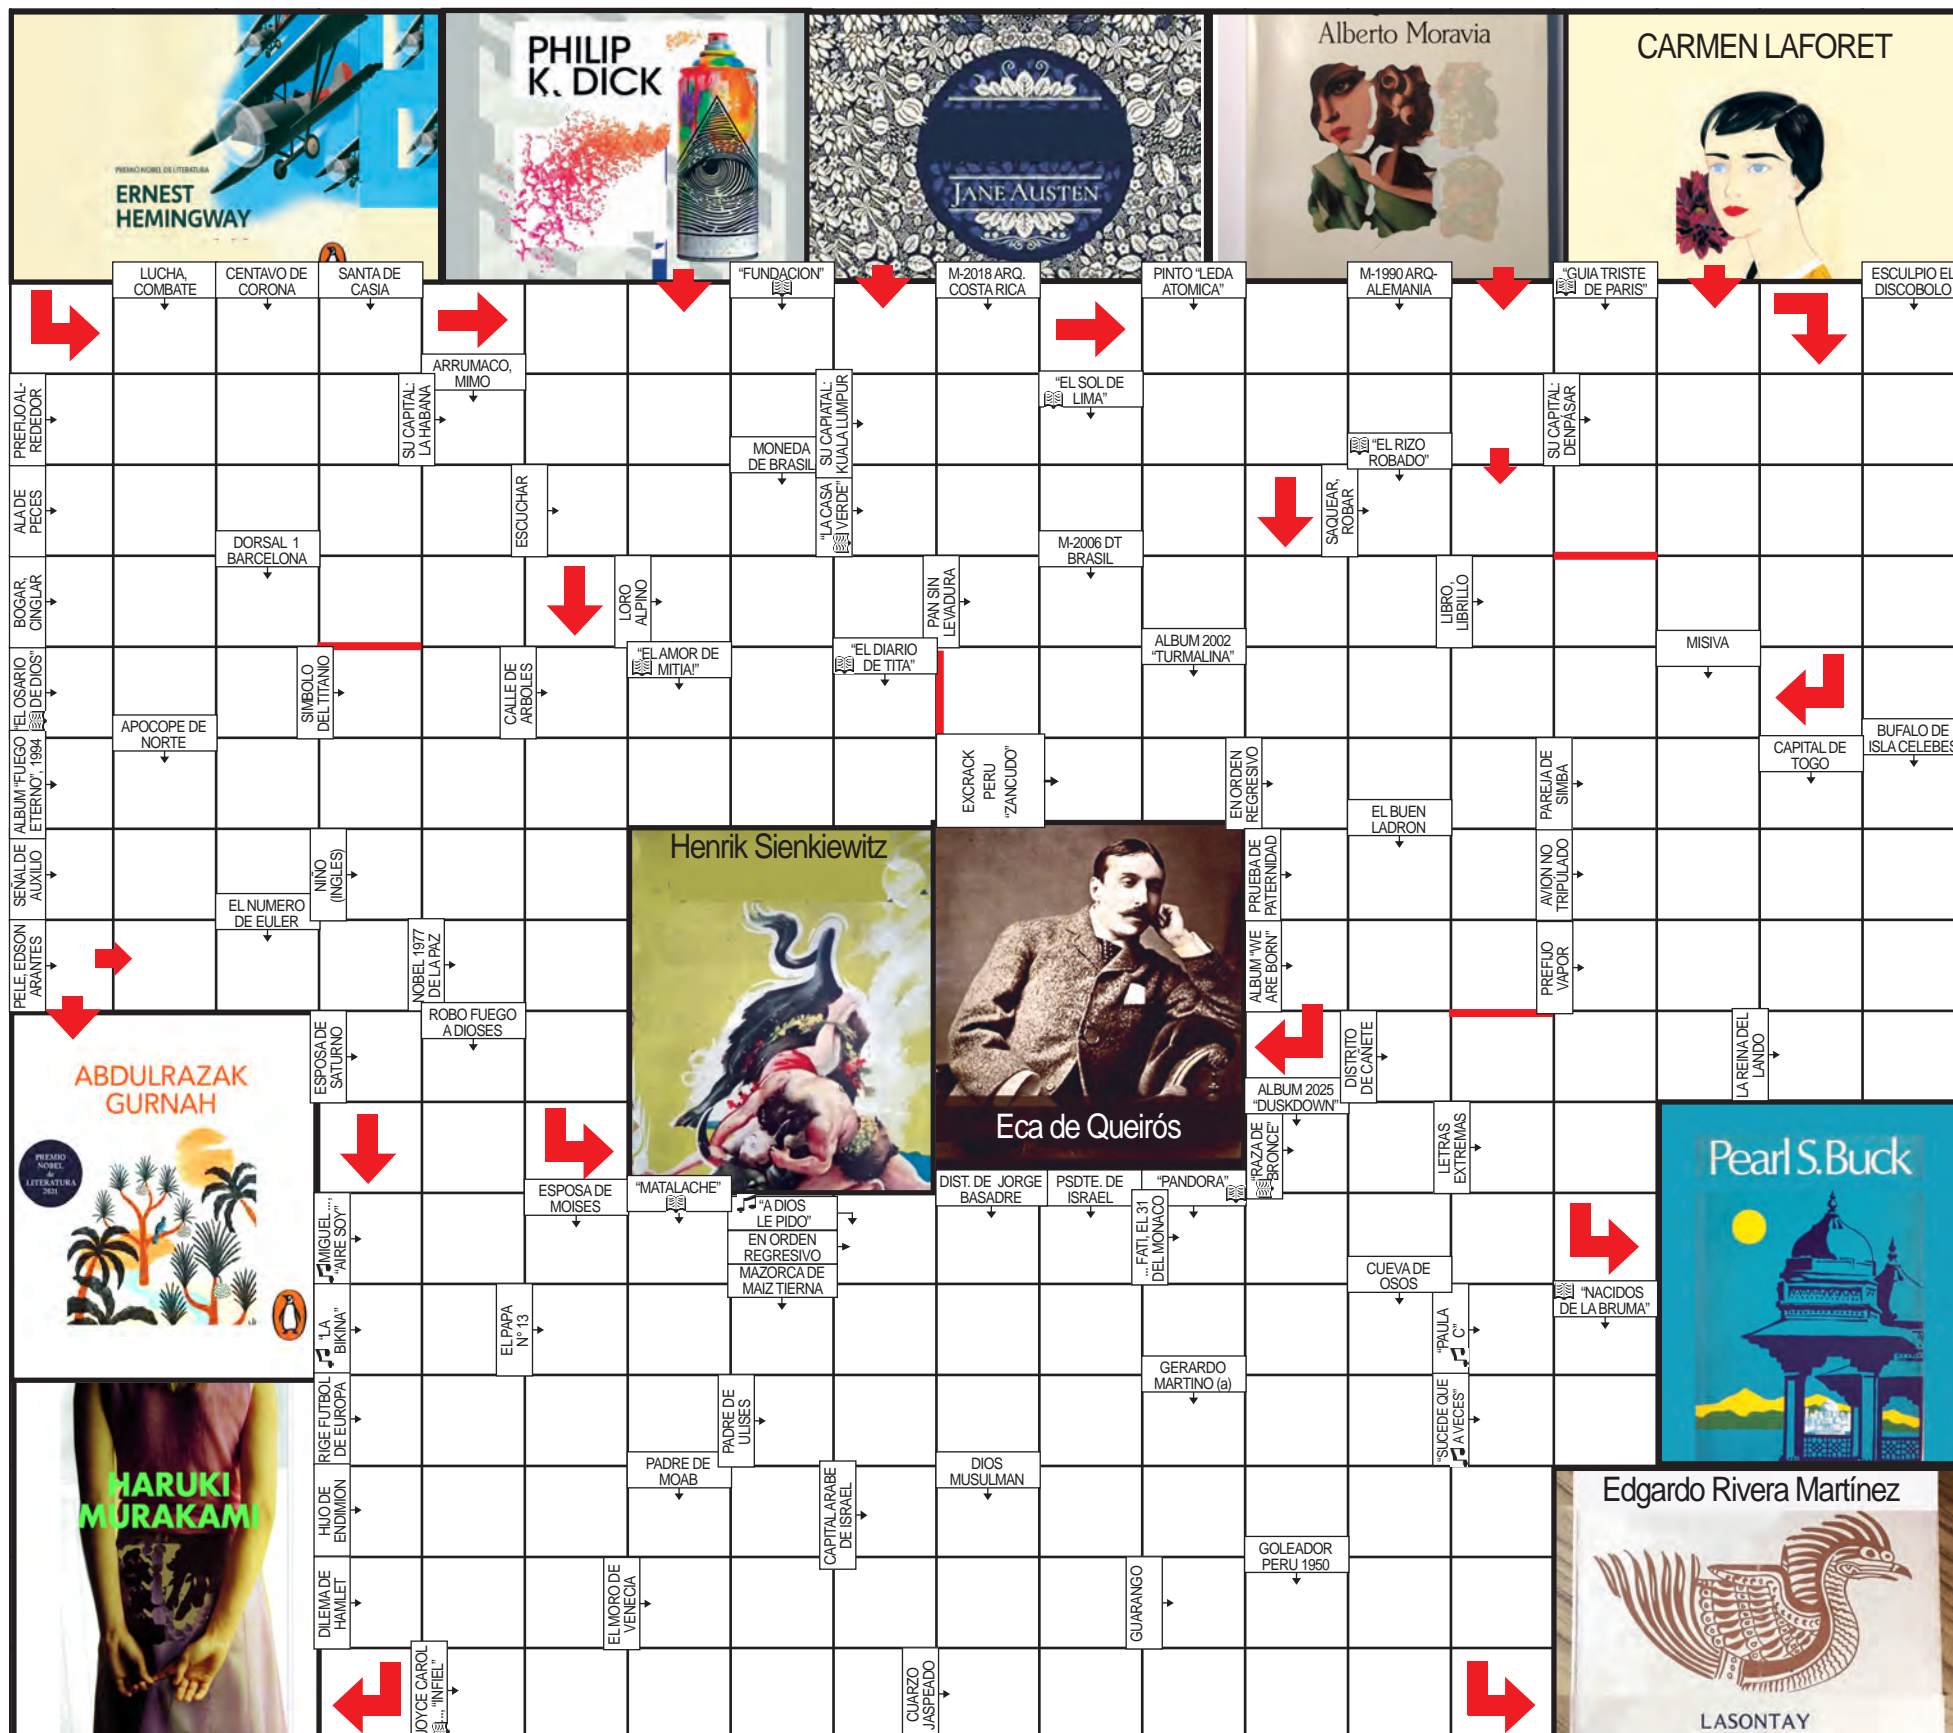 PREMIO NOBEL DE LITERATURA
ERNEST
HEMINGWAY
PHILIP
K. DICK
JANE AUSTEN
Alberto Moravia
CARMEN LAFORET
LUCHA,
COMBATE
CENTAVO DE
CORONA
SANTA DE
CASIA
"FUNDACION"
M-2018 ARQ.
COSTA RICA
PINTO "LEDA
ATOMICA"
M-1990 ARQ-
ALEMANIA
"GUIA TRISTE
DE PARIS"
ESCULPIO EL
DISCOBOLO
ARRUMACO,
MIMO
PREFIJO AL-
REDEDOR
SU CAPITAL:
LA HABANA
SU CAPIATAL:
KUALA LUMPUR
"EL SOL DE
LIMA"
SU CAPITAL:
DENPÁSAR
MONEDA
DE BRASIL
"EL RIZO
ROBADO"
ALA DE
PECES
ESCUCHAR
"LA CASA
VERDE"
SAQUEAR,
ROBAR
DORSAL 1
BARCELONA
M-2006 DT
BRASIL
BOGAR,
CINGLAR
LORO
ALPINO
PAN SIN
LEVADURA
LIBRO,
LIBRILLO
"EL AMOR DE
MITIA!"
"EL DIARIO
DE TITA"
ALBUM 2002
"TURMALINA"
MISIVA
"EL OSARIO
DE DIOS"
SIMBOLO
DEL TITANIO
CALLE DE
ARBOLES
APOCOPE DE
NORTE
CAPITAL DE
TOGO
BUFALO DE
ISLA CELEBES
ALBUM "FUEGO
ETERNO", 1994
EXCRACK
PERU
"ZANCUDO"
EN ORDEN
REGRESIVO
PAREJA DE
SIMBA
EL BUEN
LADRON
SEÑAL DE
AUXILIO
NIÑO
(INGLES)
Henrik Sienkiewitz
PRUEBA DE
PATERNIDAD
AVION NO
TRIPULADO
EL NUMERO
DE EULER
PELE, EDSON
ARANTES
NOBEL 1977
DE LA PAZ
ALBUM "WE
ARE BORN"
PREFIJO
VAPOR
ROBO FUEGO
A DIOSES
ABDULRAZAK
GURNAH
PREMIO
NOBEL
de
LITERATURA
2021
ESPOSA DE
SATURNO
DISTRITO
DE CAÑETE
LA REINA DEL
LANDO
ALBUM 2025
"DUSKDOWN"
Eca de Queirós
"RAZA DE
BRONCE"
LETRAS
EXTREMAS
Pearl S. Buck
ESPOSA DE
MOISES
"MATALACHE"
"A DIOS
LE PIDO"
EN ORDEN
REGRESIVO
MAZORCA DE
MAIZ TIERNA
DIST. DE JORGE
BASADRE
PSDTE. DE
ISRAEL
"PANDORA"
MIGUEL ...,
"AIRE SOY"
... FATI, EL 31
DEL MONACO
CUEVA DE
OSOS
"NACIDOS
DE LA BRUMA"
"LA
BIKINA"
EL PAPA
N° 13
"PAULA
C"
GERARDO
MARTINO (a)
RIGE FUTBOL
DE EUROPA
PADRE DE
ULISES
"SUCEDE QUE
A VECES"
HARUKI
MURAKAMI
PADRE DE
MOAB
DIOS
MUSULMAN
HIJO DE
ENDIMION
CAPITAL ARABE
DE ISRAEL
Edgardo Rivera Martínez
GOLEADOR
PERU 1950
DILEMA DE
HAMLET
EL MORO DE
VENECIA
GUARANGO
JOYCE CAROL
..., "INFIEL"
CUARZO
JASPEADO
LASONTAY